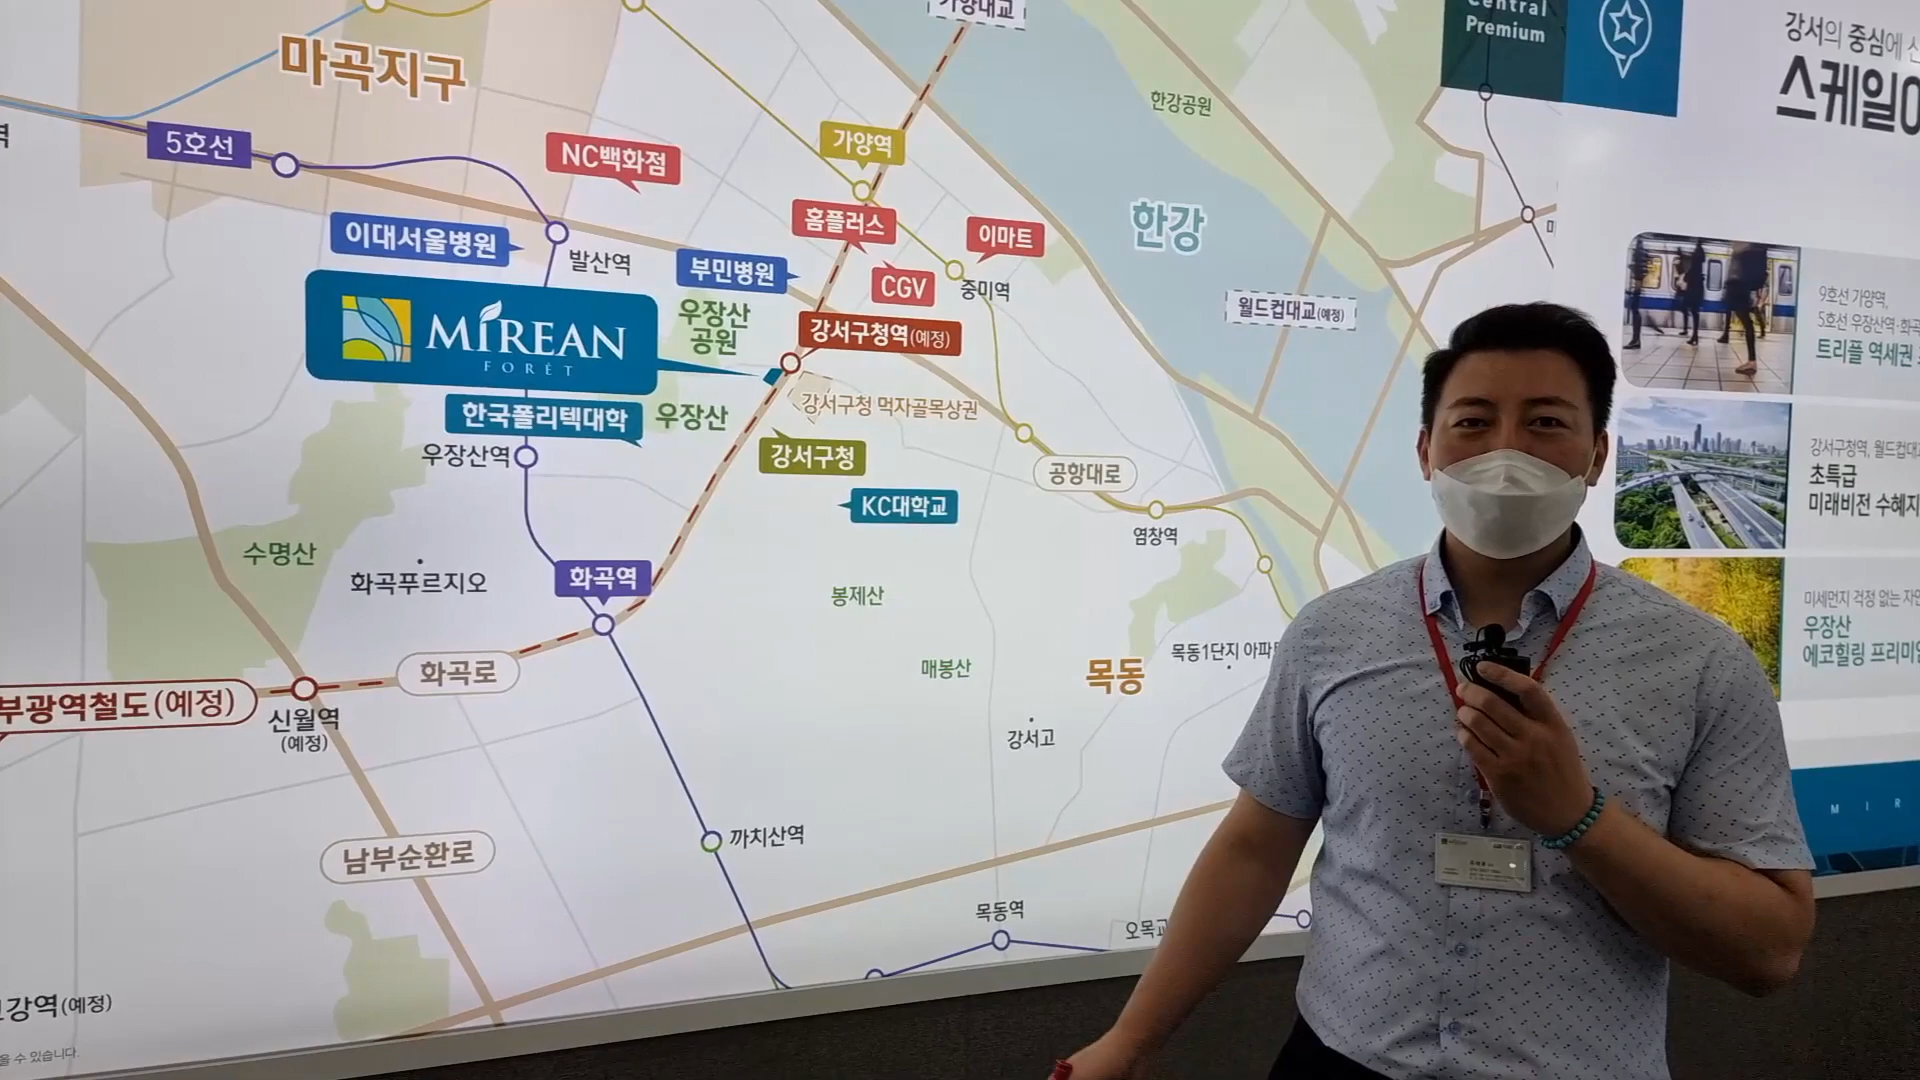 가양대교
마곡지구
Central
Premium
강서의 중심에
스케일
한강공원
5호선
NC백화점
가양역
한강
이대서울병원
발산역
부민병원
홈플러스
이마트
CGV
증미역
월드컵대교(예정)
MIREAN
FORÉT
우장산
공원
강서구청역(예정)
강서구청 먹자골목상권
한국폴리텍대학
우장산
우장산역
강서구청
공항대로
KC대학교
염창역
수명산
화곡푸르지오
화곡역
봉제산
매봉산
목동
목동1단지
강서고
부광역철도(예정)
화곡로
신월역
(예정)
남부순환로
까치산역
목동역
오목교
강역(예정)
을 수 있습니다.
9호선 가양역,
5호선 우장산역·화곡
트리플 역세권
강서구청역, 월드컵대교
초특급
미래비전 수혜지
미세먼지 걱정 없는
우장산
에코힐링 프리미엄
M I R